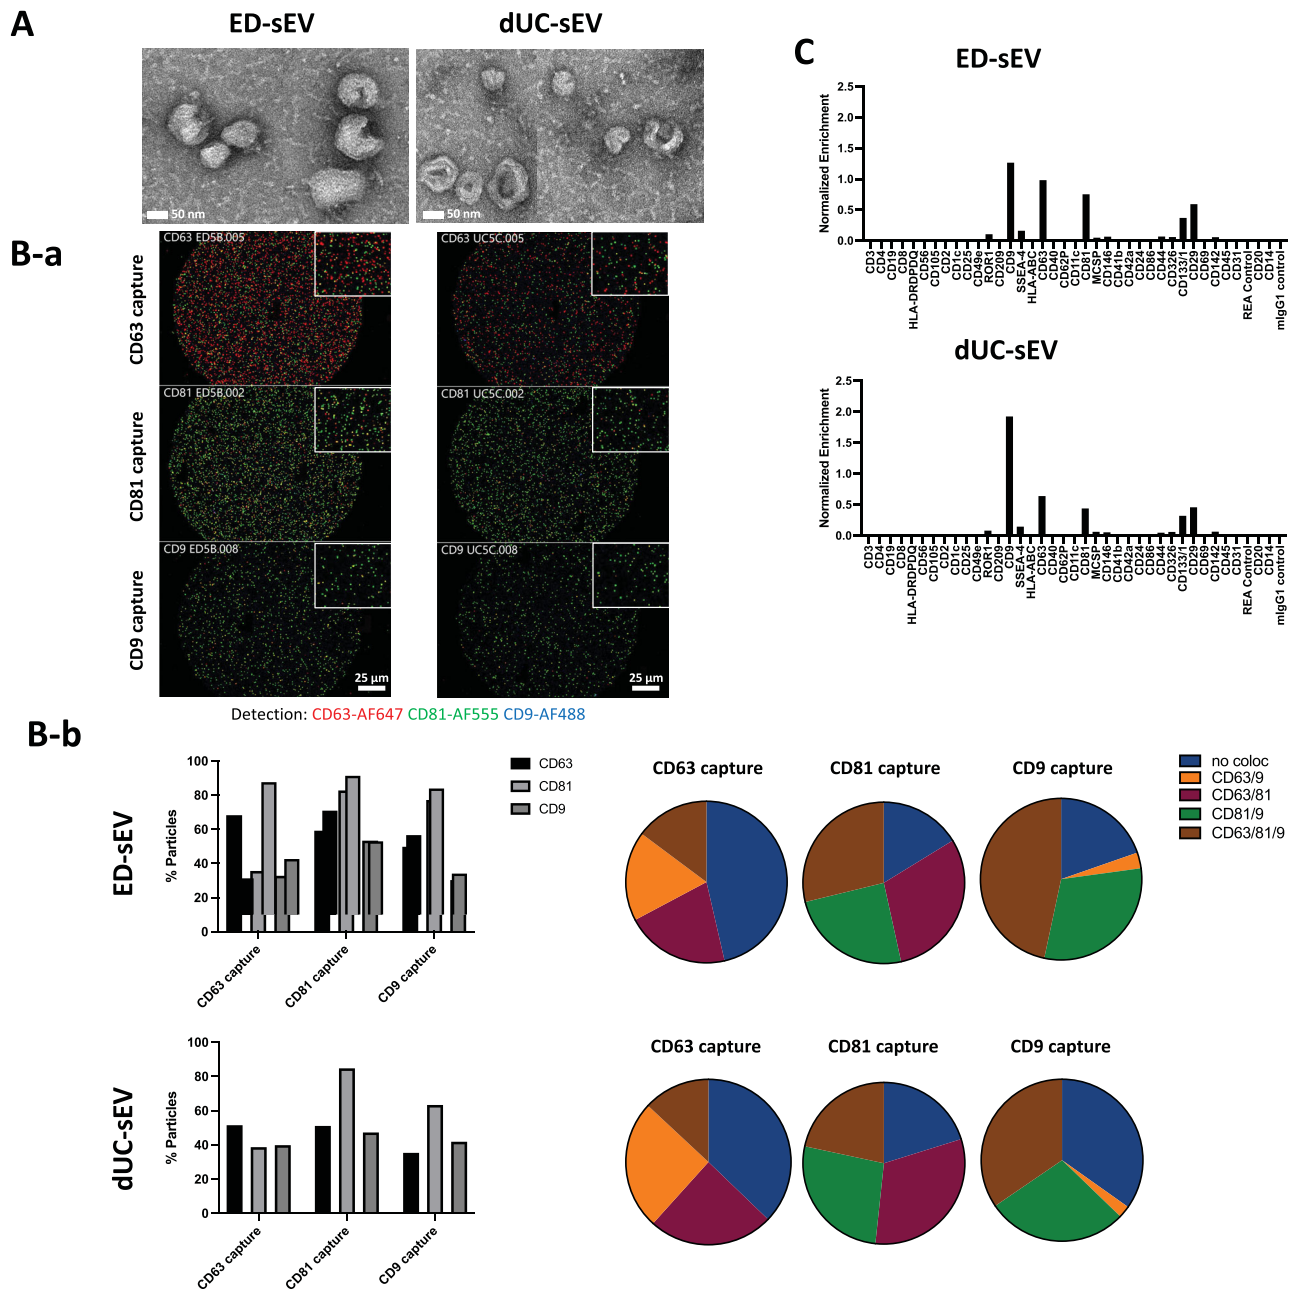 A
ED-sEV
dUC-sEV
50 nm
50 nm
B-a
CD63 capture
CD81 capture
CD9 capture
CD63 ED5B.005
CD63 UC5C.005
CD81 ED5B.002
CD81 UC5C.002
CD9 ED5B.008
CD9 UC5C.008
25 µm
25 µm
Detection: CD63-AF647 CD81-AF555 CD9-AF488
C
ED-sEV
Normalized Enrichment
2.5
2.0
1.5
1.0
0.5
0.0
CD3
CD4
CD19
CD8
HLA-DRDPDQ
CD56
CD105
CD2
CD1c
CD25
CD49e
ROR1
CD209
CD9
SSEA-4
HLA-ABC
CD63
CD40
CD62P
CD11c
CD81
MCSP
CD146
CD41b
CD42a
CD24
CD86
CD44
CD326
CD133/1
CD29
CD69
CD142
CD45
CD31
REA Control
CD20
CD14
mIgG1 control
dUC-sEV
Normalized Enrichment
2.5
2.0
1.5
1.0
0.5
0.0
CD3
CD4
CD19
CD8
HLA-DRDPDQ
CD56
CD105
CD2
CD1c
CD25
CD49e
ROR1
CD209
CD9
SSEA-4
HLA-ABC
CD63
CD40
CD62P
CD11c
CD81
MCSP
CD146
CD41b
CD42a
CD24
CD86
CD44
CD326
CD133/1
CD29
CD69
CD142
CD45
CD31
REA Control
CD20
CD14
mIgG1 control
B-b
ED-sEV
% Particles
100
80
60
40
20
0
CD63 capture
CD81 capture
CD9 capture
CD63
CD81
CD9
CD63 capture
CD81 capture
CD9 capture
no coloc
CD63/9
CD63/81
CD81/9
CD63/81/9
dUC-sEV
% Particles
100
80
60
40
20
0
CD63 capture
CD81 capture
CD9 capture
CD63 capture
CD81 capture
CD9 capture